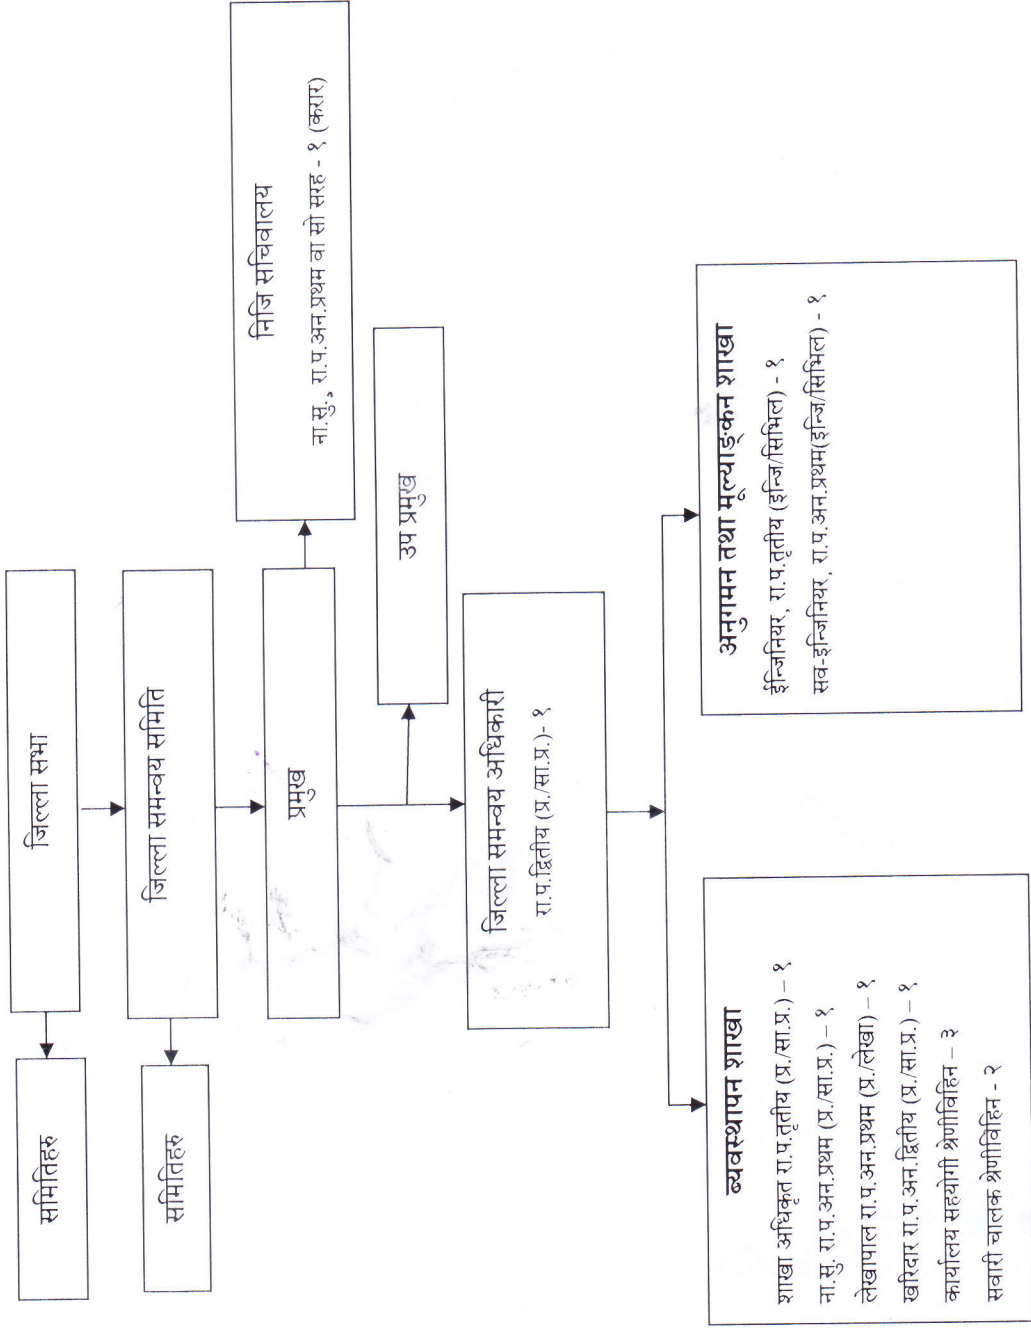 जिल्ला सभा
समितिहरु
जिल्ला समन्वय समिति
समितिहरु
प्रमुख
निजि सचिवालय
ना.सु., रा.प.अन.प्रथम वा सो सरह - १ (करार)
उप प्रमुख
जिल्ला समन्वय अधिकारी
रा.प.द्वितीय (प्र./सा.प्र.)- १
ब्यवस्थापन शाखा
शाखा अधिकृत रा.प.तृतीय (प्र./सा.प्र.) – १
ना.सु. रा.प.अन.प्रथम (प्र./सा.प्र.) – १
लेखापाल रा.प.अन.प्रथम (प्र./लेखा) – १
खरिदार रा.प.अन.द्वितीय (प्र./सा.प्र.) – १
कार्यालय सहयोगी श्रेणीविहिन – ३
सवारी चालक श्रेणीविहिन - २
अनुगमन तथा मूल्याङ्कन शाखा
ईन्जिनियर, रा.प.तृतीय (इन्जि/सिभिल) - १
सव-इन्जिनियर, रा.प.अन.प्रथम(इन्जि/सिभिल) - १